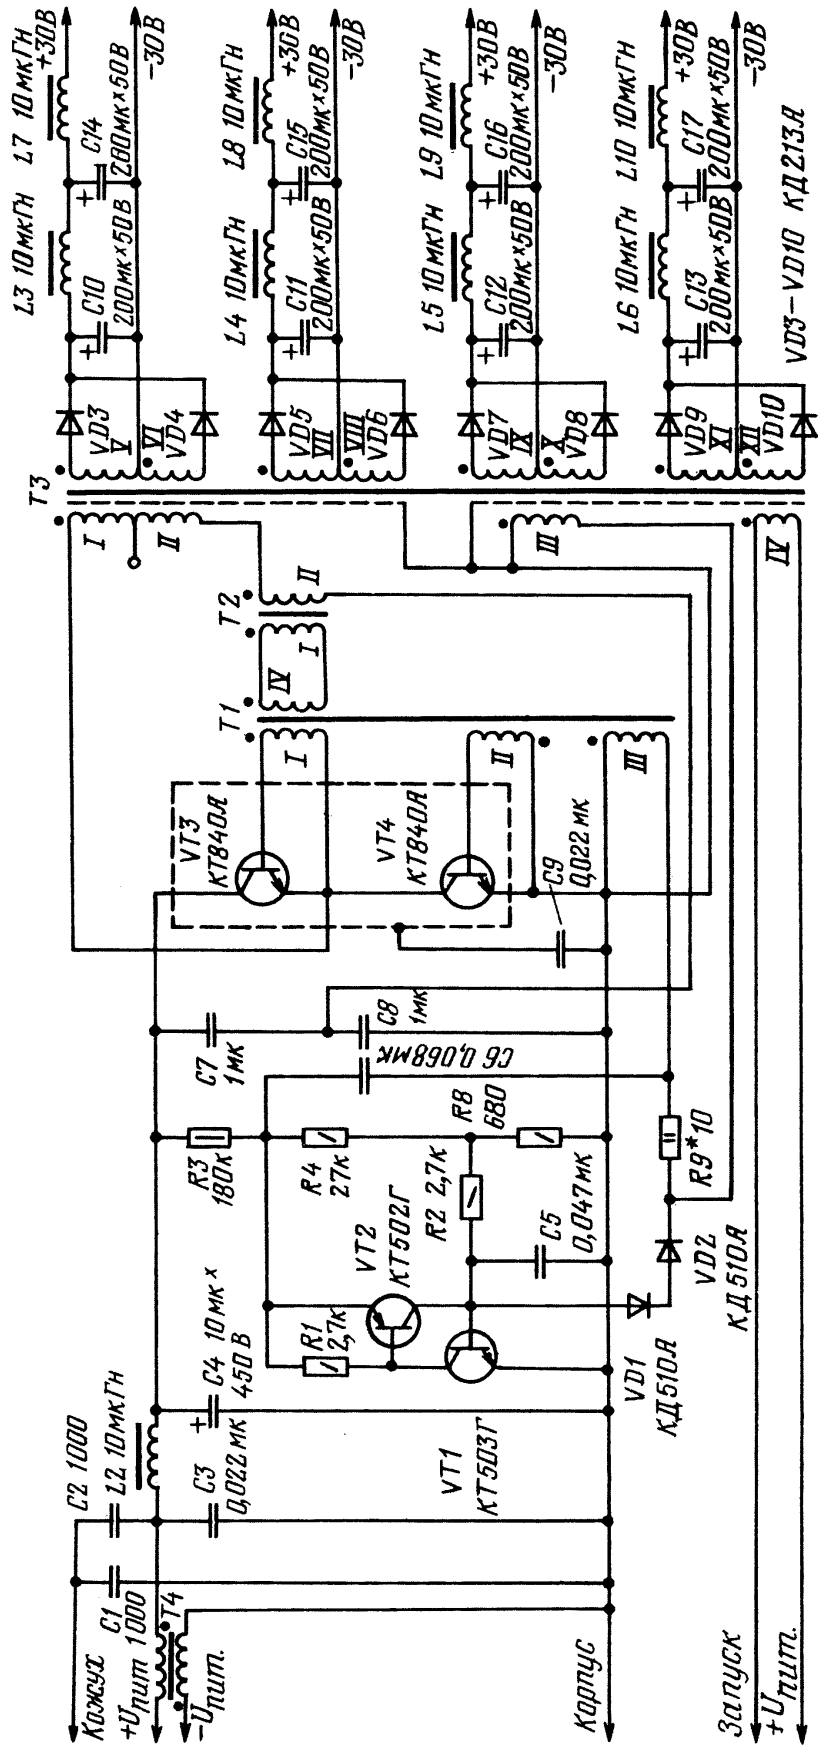 Кожух
+Uпит.
-Uпит.
Корпус
Запуск
+Uпит.
C1
1000
T4
C2 1000
L2 10мкГн
C3
0,022 мк
C4 10мк×
450 В
VT1
КТ503Г
R1
2,7к
VT2
КТ502Г
VD1
КД510А
VD2
КД510А
C5
0,047мк
R2 2,7к
R3
180к
R4
27к
R8
680
R9* 10
C6 0,068мк
C7
1мк
C8
1мк
C9
0,022 мк
VT3
КТ840А
VT4
КТ840А
T1
I
II
III
IV
T2
I
II
T3
I
II
III
IV
VD3
V
VI
VD4
VD5
VII
VIII
VD6
VD7
IX
X
VD8
VD9
XI
XII
VD10
L3 10мкГн
C10
200мк×50В
L7 10мкГн
C14
200мк×50В
+30В
-30В
L4 10мкГн
C11
200мк×50В
L8 10мкГн
C15
200мк×50В
+30В
-30В
L5 10мкГн
C12
200мк×50В
L9 10мкГн
C16
200мк×50В
+30В
-30В
L6 10мкГн
C13
200мк×50В
L10 10мкГн
C17
200мк×50В
+30В
-30В
VD3-VD10 КД213А